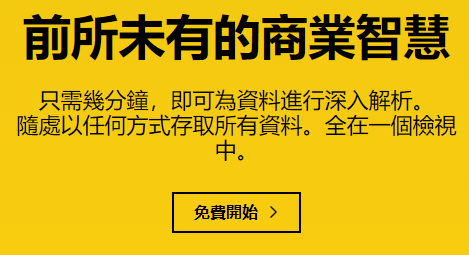 前所未有的商業智慧
只需幾分鐘，即可為資料進行深入解析。
隨處以任何方式存取所有資料。全在一個檢視
中。
免費開始